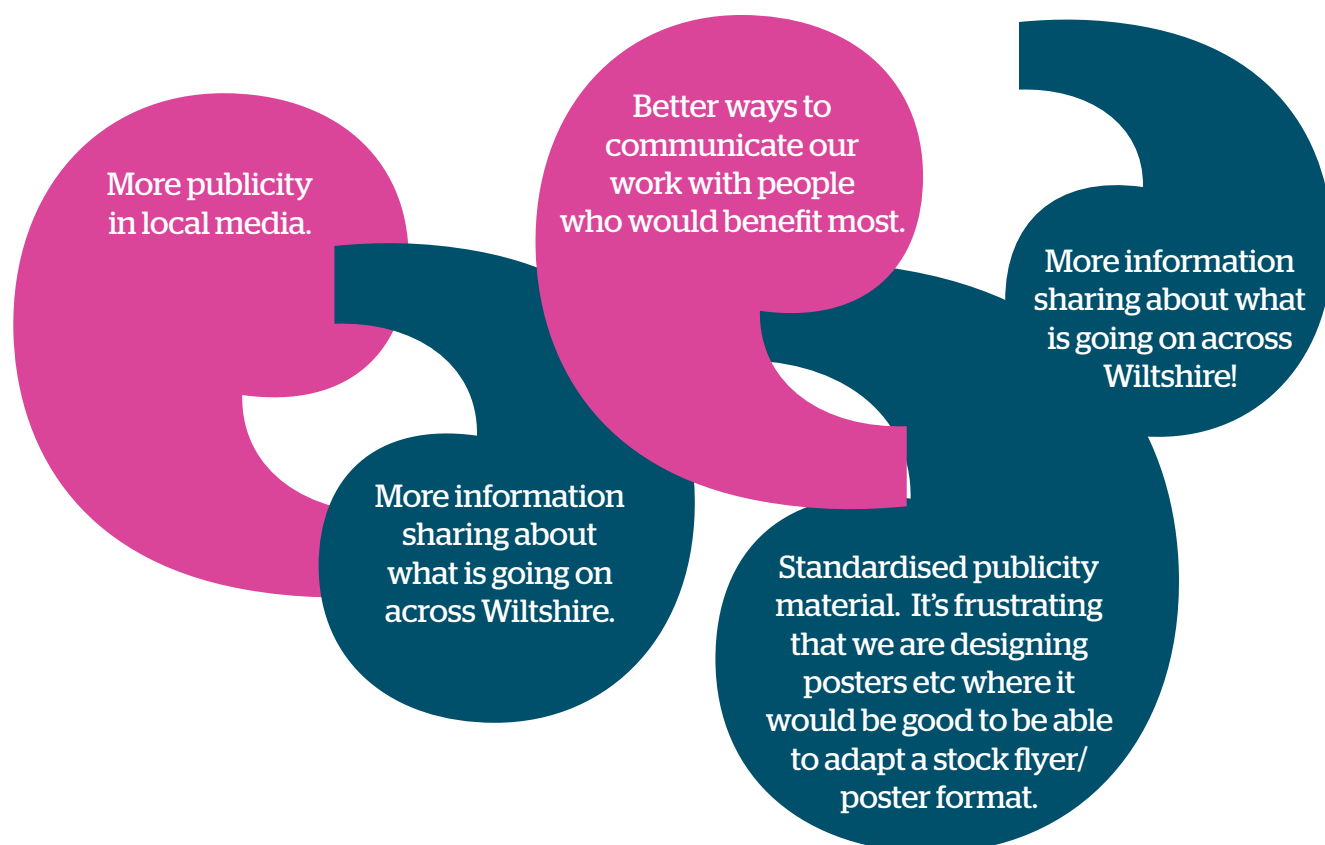 More publicity
in local media.
Better ways to
communicate our
work with people
who would benefit most.
More information
sharing about what
is going on across
Wiltshire!
More information
sharing about
what is going on
across Wiltshire.
Standardised publicity
material.  It’s frustrating
that we are designing
posters etc where it
would be good to be able
to adapt a stock flyer/
poster format.